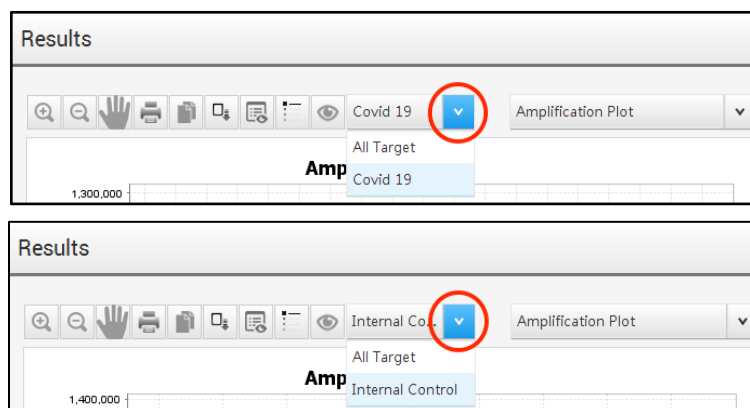 Results
Covid 19 Amplification Plot
All Target
Amp
Covid 19
1,300,000
Results
Internal Co.. Amplification Plot
All Target
Amp
Internal Control
1,400,000